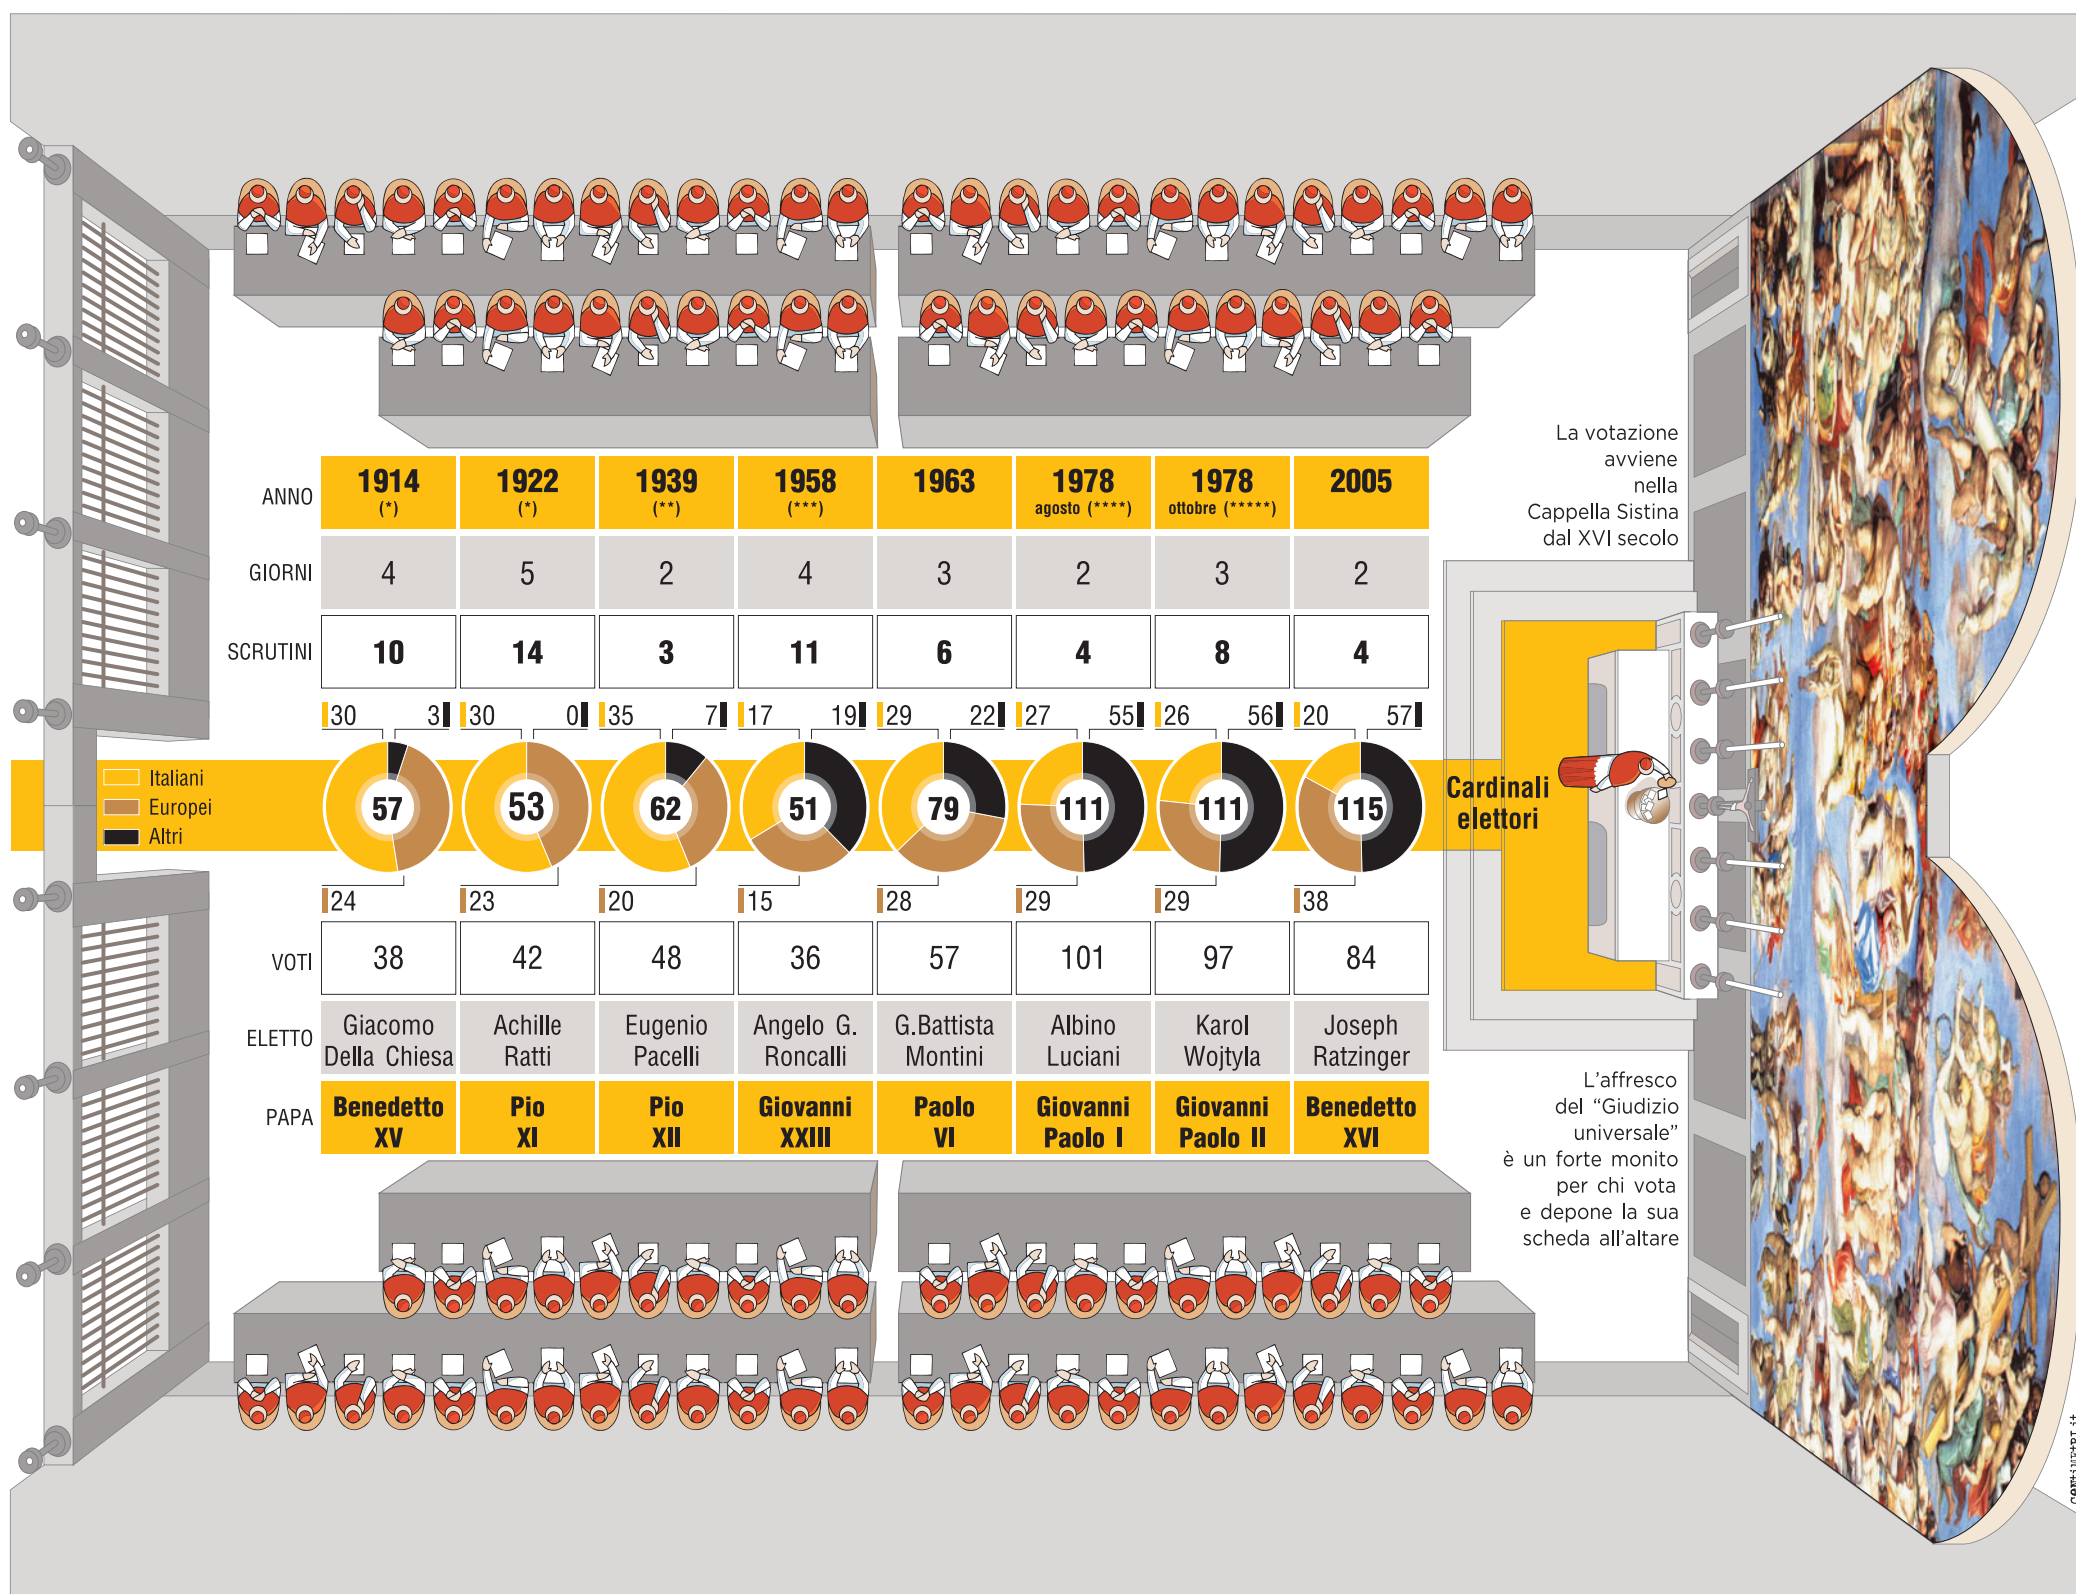 La votazione
avviene
nella
Cappella Sistina
dal XVI secolo
ANNO 1914 (*) 1922 (*) 1939 (**) 1958 (***) 1963 1978 agosto (****) 1978 ottobre (*****) 2005
GIORNI 4 5 2 4 3 2 3 2
SCRUTINI 10 14 3 11 6 4 8 4
30 3 30 0 35 7 17 19 29 22 27 55 26 56 20 57
Italiani
Europei
Altri
57 53 62 51 79 111 111 115
Cardinali
elettori
24 23 20 15 28 29 29 38
VOTI 38 42 48 36 57 101 97 84
ELETTO Giacomo Della Chiesa Achille Ratti Eugenio Pacelli Angelo G. Roncalli G.Battista Montini Albino Luciani Karol Wojtyla Joseph Ratzinger
PAPA Benedetto XV Pio XI Pio XII Giovanni XXIII Paolo VI Giovanni Paolo I Giovanni Paolo II Benedetto XVI
L'affresco
del "Giudizio
universale"
è un forte monito
per chi vota
e depone la sua
scheda all'altare